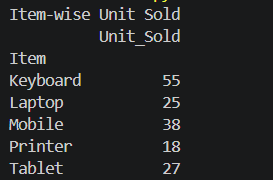 Item-wise Unit Sold
Unit_Sold
Item
Keyboard 55
Laptop 25
Mobile 38
Printer 18
Tablet 27